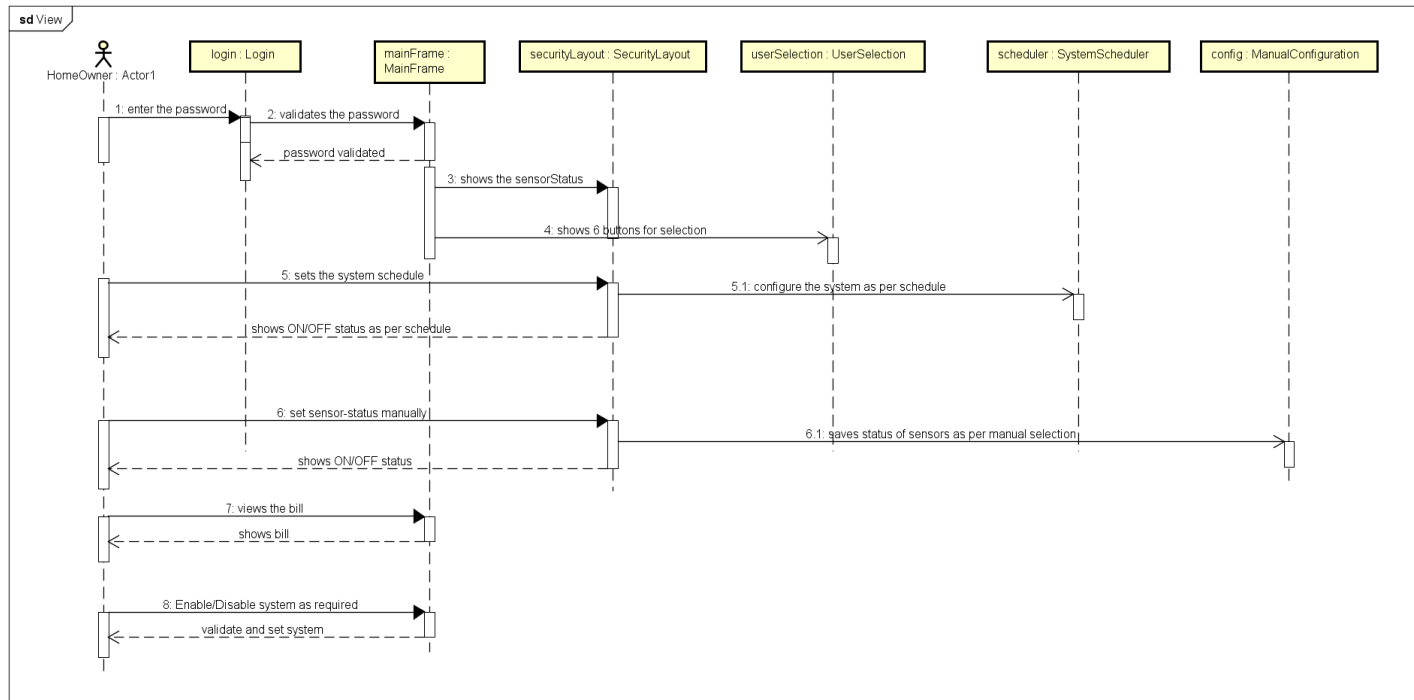 sd View
HomeOwner : Actor1
login : Login
mainFrame :
MainFrame
securityLayout : SecurityLayout
userSelection : UserSelection
scheduler : SystemScheduler
config : ManualConfiguration
1: enter the password
2: validates the password
password validated
3: shows the sensorStatus
4: shows 6 buttons for selection
5: sets the system schedule
5.1: configure the system as per schedule
shows ON/OFF status as per schedule
6: set sensor-status manually
6.1: saves status of sensors as per manual selection
shows ON/OFF status
7: views the bill
shows bill
8: Enable/Disable system as required
validate and set system